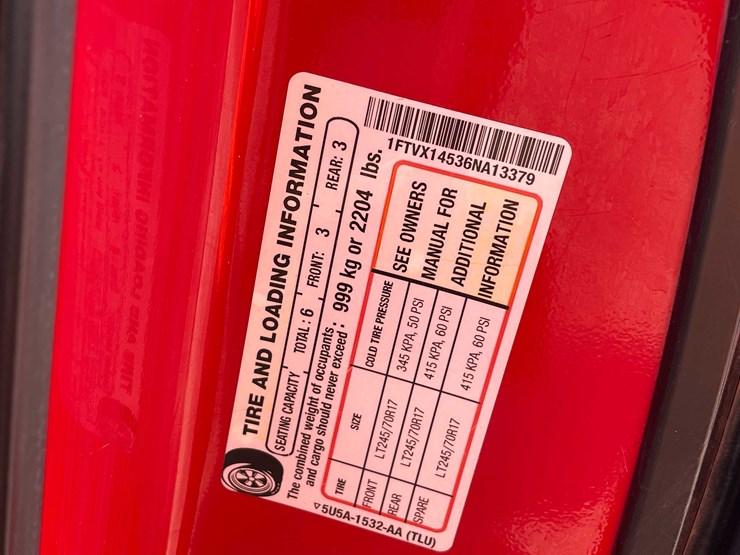 TIRE AND LOADING INFORMATION
SEATING CAPACITY TOTAL: 6 FRONT: 3 REAR: 3
The combined weight of occupants
and cargo should never exceed: 999 kg or 2204 lbs.
TIRE SIZE COLD TIRE PRESSURE
FRONT LT245/70R17 345 KPA, 50 PSI
REAR LT245/70R17 415 KPA, 60 PSI
SPARE LT245/70R17 415 KPA, 60 PSI
SEE OWNERS
MANUAL FOR
ADDITIONAL
INFORMATION
▽5U5A-1532-AA (TLU)
1FTVX14536NA13379